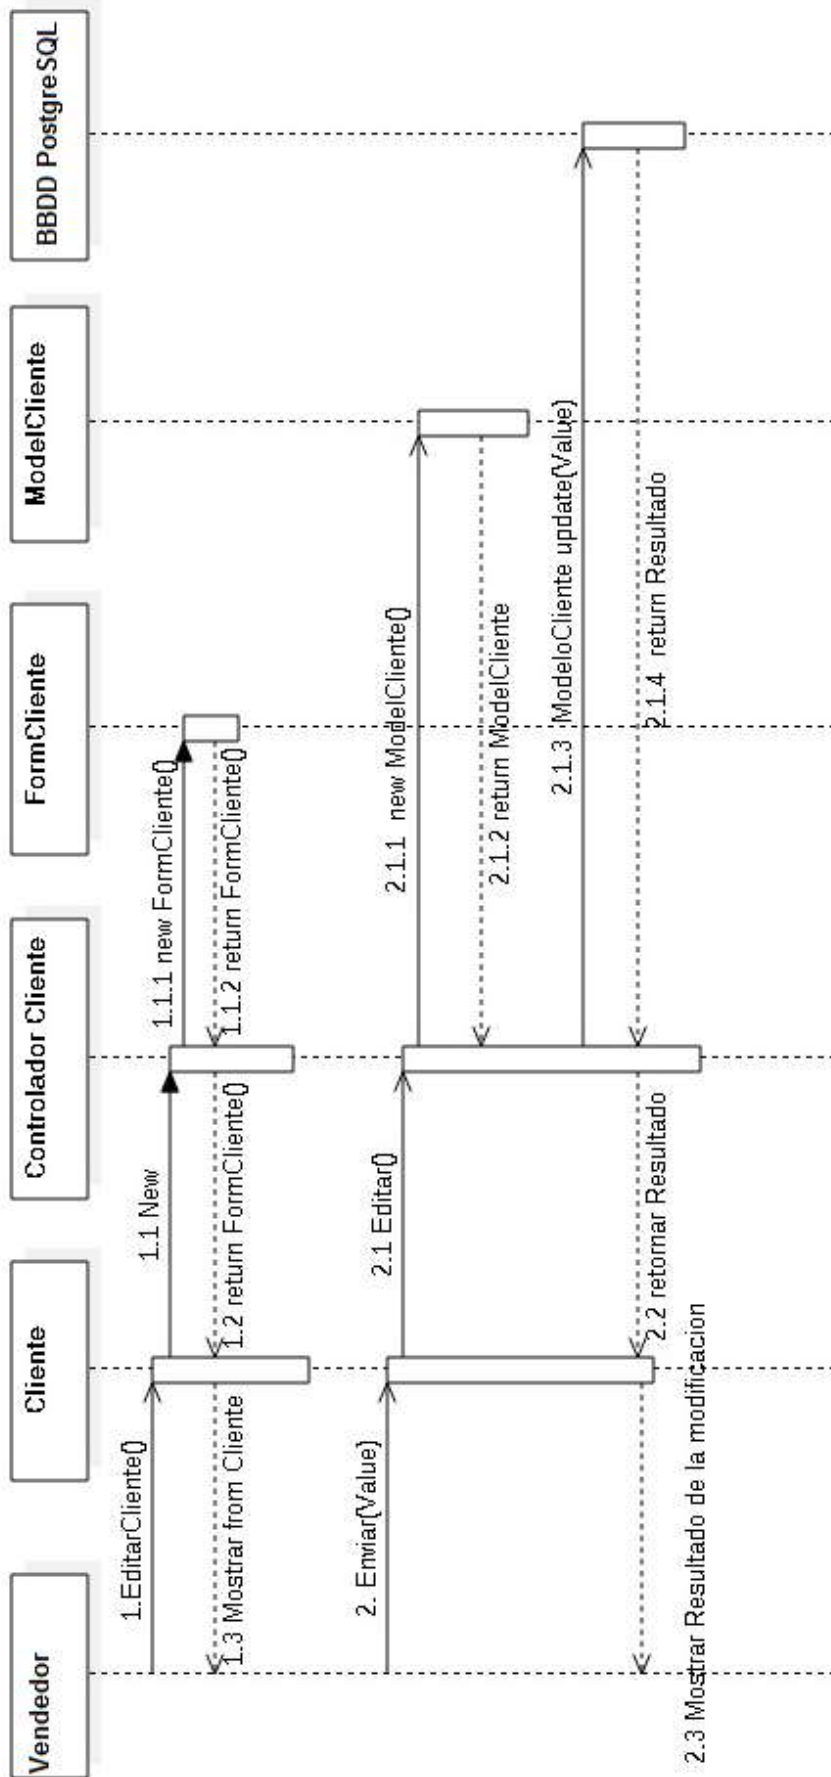 Vendedor
Cliente
Controlador Cliente
FormCliente
ModelCliente
BBDD PostgreSQL
1.EditarCliente()
1.1 New
1.1.1 new FormCliente()
1.1.2 return FormCliente()
1.2 return FormCliente()
1.3 Mostrar from Cliente
2. Enviar(Value)
2.1 Editar()
2.1.1 new ModelCliente()
2.1.2 return ModelCliente
2.1.3 ModeloCliente update(Value)
2.1.4 return Resultado
2.2 retornar Resultado
2.3 Mostrar Resultado de la modificacion